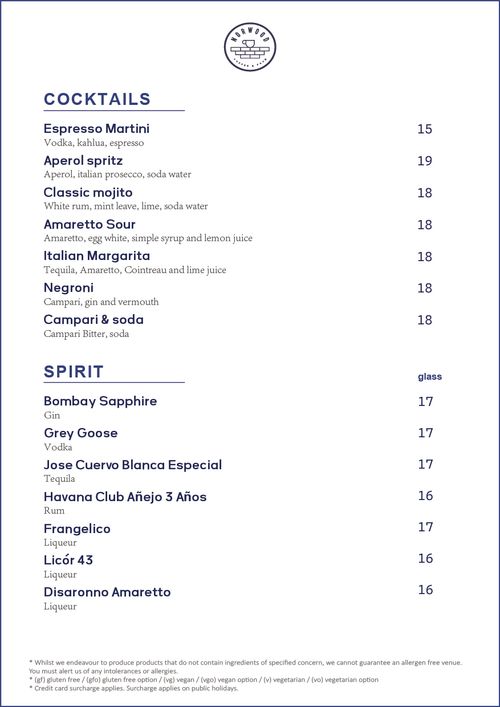 NORWOOD
COCKTAILS
Espresso Martini 15
Vodka, kahlua, espresso
Aperol spritz 19
Aperol, italian prosecco, soda water
Classic mojito 18
White rum, mint leave, lime, soda water
Amaretto Sour 18
Amaretto, egg white, simple syrup and lemon juice
Italian Margarita 18
Tequila, Amaretto, Cointreau and lime juice
Negroni 18
Campari, gin and vermouth
Campari & soda 18
Campari Bitter, soda
SPIRIT glass
Bombay Sapphire 17
Gin
Grey Goose 17
Vodka
Jose Cuervo Blanca Especial 17
Tequila
Havana Club Añejo 3 Años 16
Rum
Frangelico 17
Liqueur
Licór 43 16
Liqueur
Disaronno Amaretto 16
Liqueur
* Whilst we endeavour to produce products that do not contain ingredients of specified concern, we cannot guarantee an allergen free venue.
You must alert us of any intolerances or allergies.
* (gf) gluten free / (gfo) gluten free option / (vg) vegan / (vgo) vegan option / (v) vegetarian / (vo) vegetarian option
* Credit card surcharge applies. Surcharge applies on public holidays.